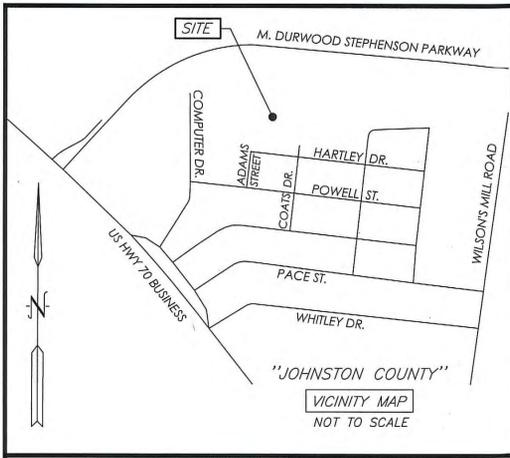 SITE
M. DURWOOD STEPHENSON PARKWAY
COMPUTER DR.
ADAMS
STREET
HARTLEY DR.
COATS DR.
POWELL ST.
WILSON'S MILL ROAD
US HWY 70 BUSINESS
PACE ST.
WHITLEY DR.
N
"JOHNSTON COUNTY"
VICINITY MAP
NOT TO SCALE